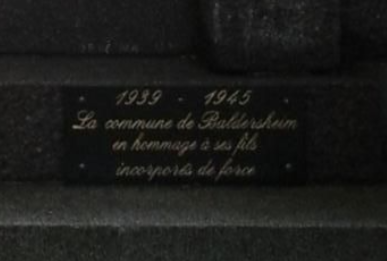 1939 - 1945
La commune de Baldersheim
en hommage à ses fils
incorporés de force